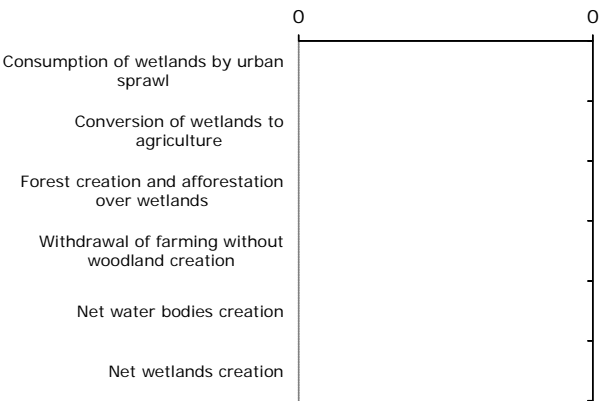 0 0
Consumption of wetlands by urban
sprawl
Conversion of wetlands to
agriculture
Forest creation and afforestation
over wetlands
Withdrawal of farming without
woodland creation
Net water bodies creation
Net wetlands creation